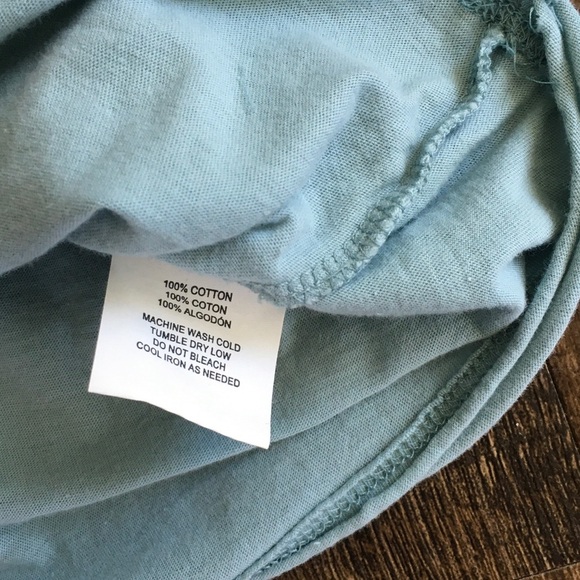 100% COTTON
100% COTON
100% ALGODÓN
MACHINE WASH COLD
TUMBLE DRY LOW
DO NOT BLEACH
COOL IRON AS NEEDED